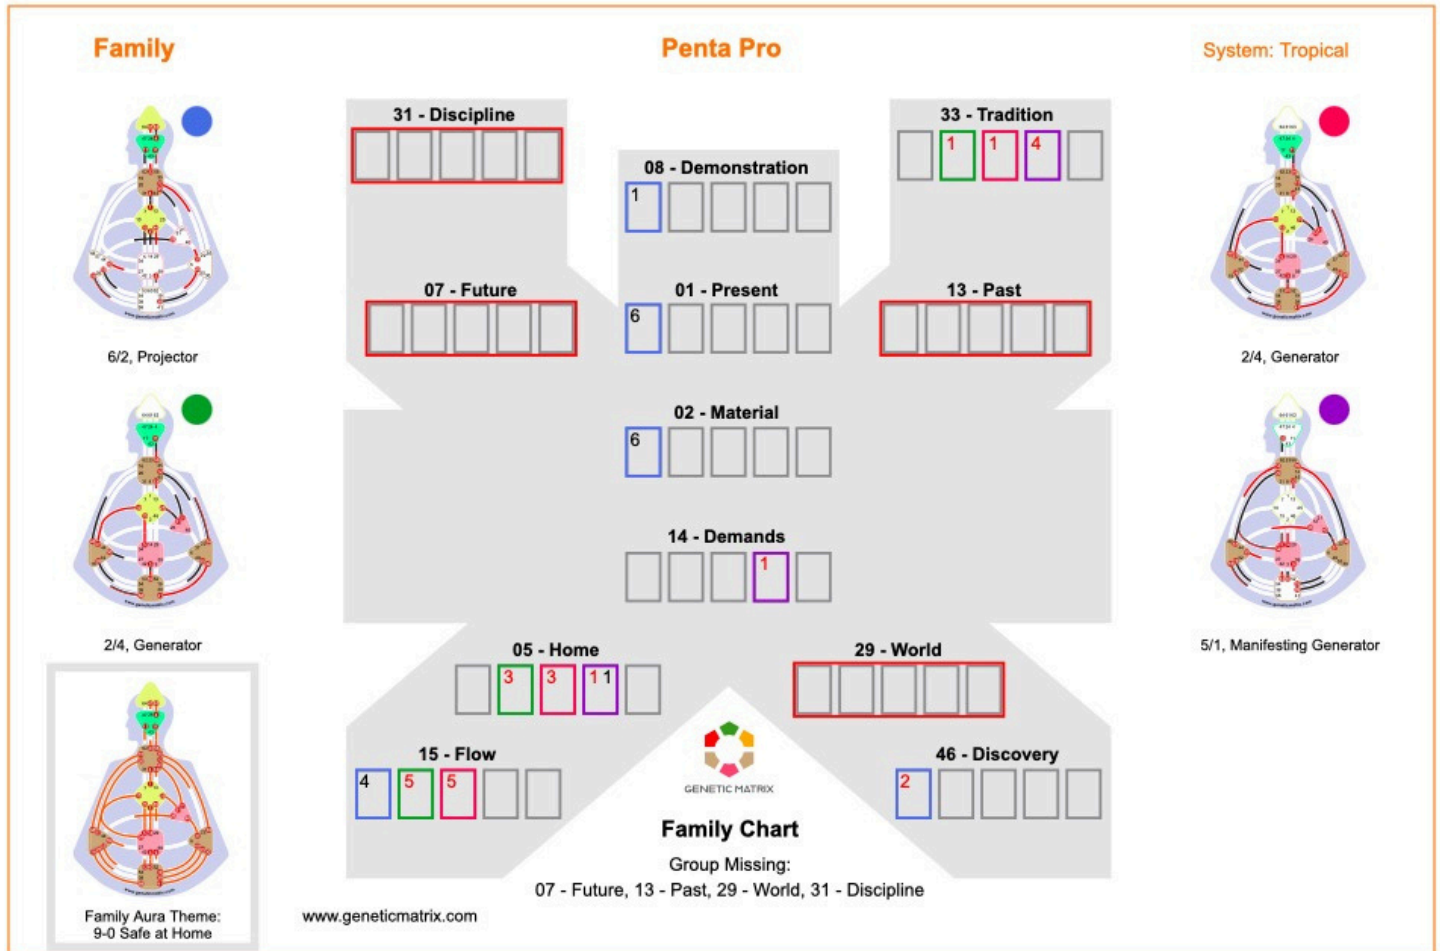 Family
Penta Pro
System: Tropical
31 - Discipline
33 - Tradition
1 1 4
08 - Demonstration
1
07 - Future
01 - Present
6
13 - Past
6/2, Projector
2/4, Generator
02 - Material
6
14 - Demands
1
2/4, Generator
5/1, Manifesting Generator
05 - Home
3 3 1 1
29 - World
15 - Flow
4 5 5
46 - Discovery
2
GENETIC MATRIX
Family Chart
Group Missing:
07 - Future, 13 - Past, 29 - World, 31 - Discipline
www.geneticmatrix.com
Family Aura Theme:
9-0 Safe at Home